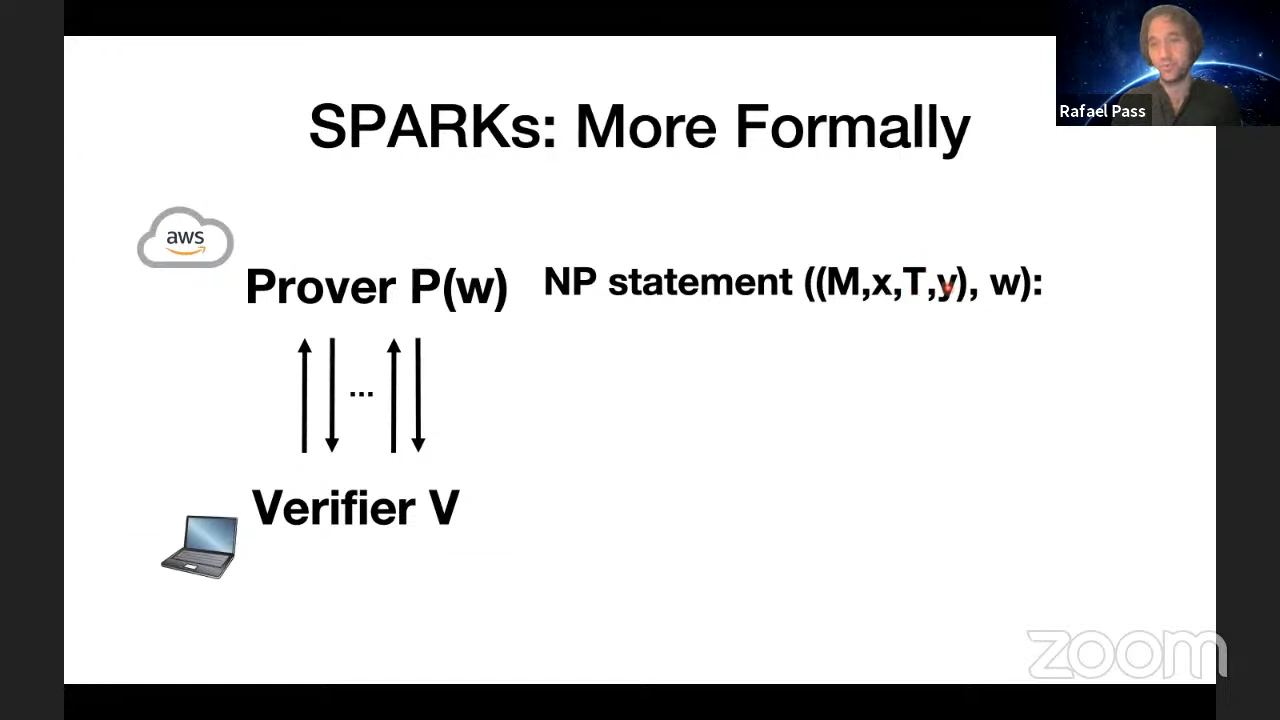 Rafael Pass
SPARKs: More Formally
aws
Prover P(w)
NP statement ((M,x,T,y), w):
...
Verifier V
zoom